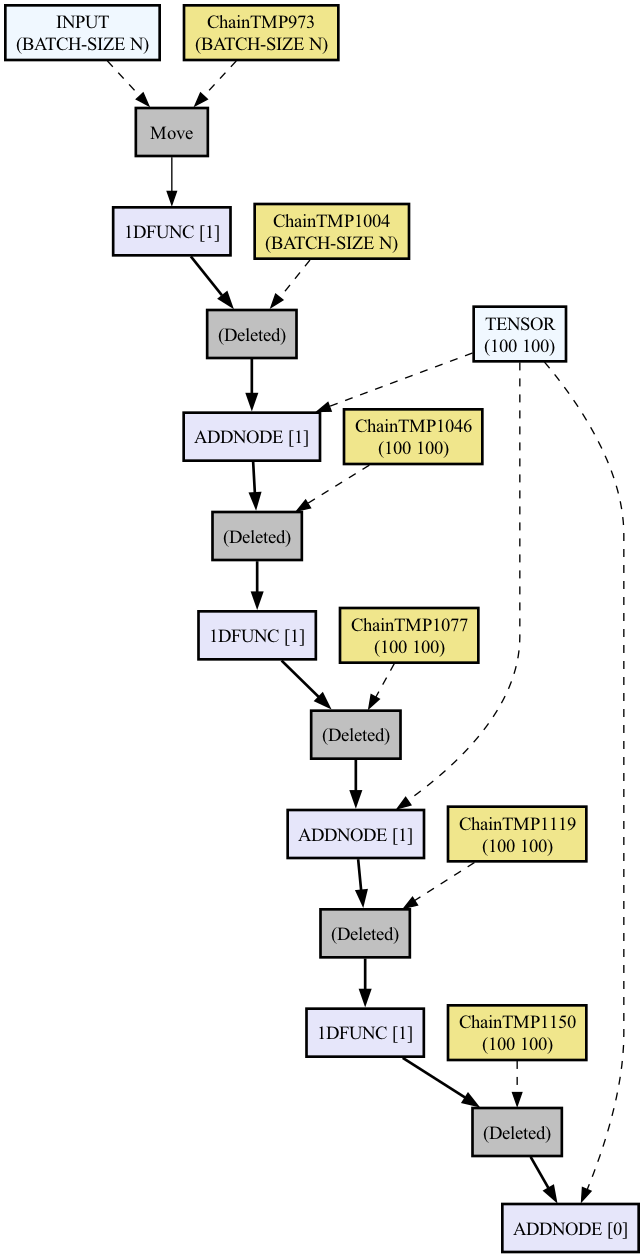 INPUT
(BATCH-SIZE N)
ChainTMP973
(BATCH-SIZE N)
Move
1DFUNC [1]
ChainTMP1004
(BATCH-SIZE N)
(Deleted)
TENSOR
(100 100)
ADDNODE [1]
ChainTMP1046
(100 100)
(Deleted)
1DFUNC [1]
ChainTMP1077
(100 100)
(Deleted)
ADDNODE [1]
ChainTMP1119
(100 100)
(Deleted)
1DFUNC [1]
ChainTMP1150
(100 100)
(Deleted)
ADDNODE [0]